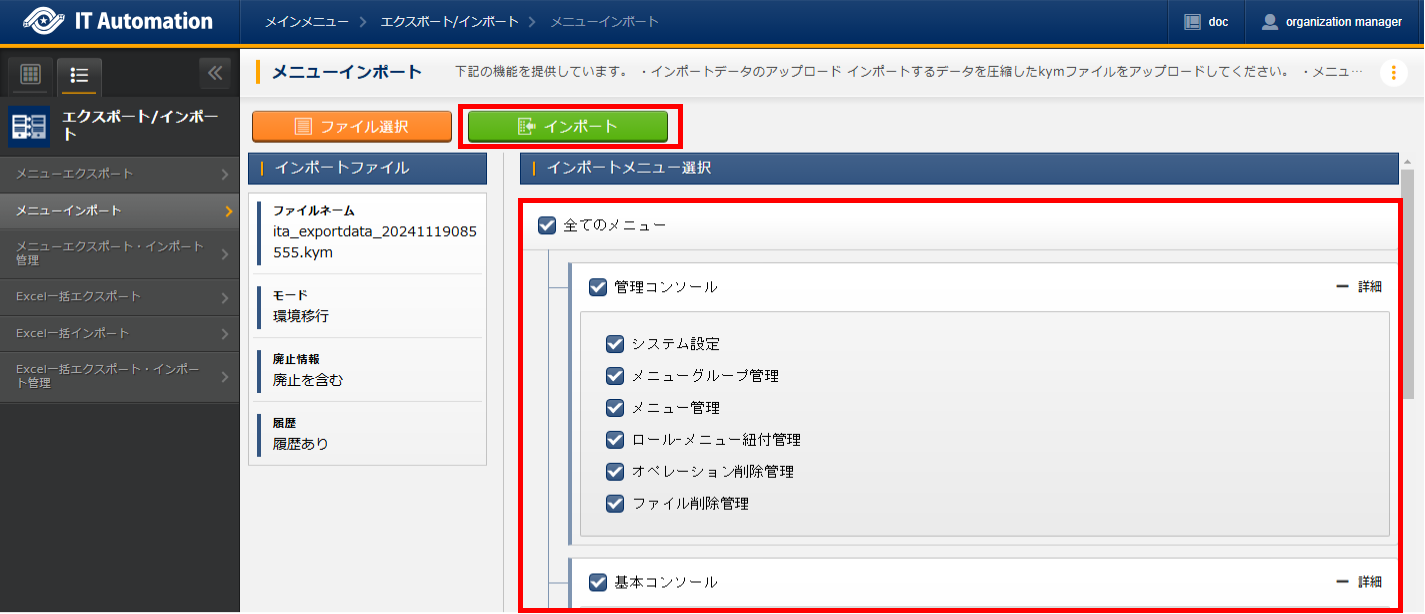 IT Automation
メインメニュー
エクスポート/インポート
メニューインポート
doc
organization manager
エクスポート/インポー
ト
メニューエクスポート
メニューインポート
メニューエクスポート・インポート
管理
Excel一括エクスポート
Excel一括インポート
Excel一括エクスポート・インポー
ト管理
メニューインポート
下記の機能を提供しています。 ・インポートデータのアップロード インポートするデータを圧縮したkymファイルをアップロードしてください。 ・メニュ…
ファイル選択
インポート
インポートファイル
ファイルネーム
ita_exportdata_20241119085
555.kym
モード
環境移行
廃止情報
廃止を含む
履歴
履歴あり
インポートメニュー選択
全てのメニュー
管理コンソール
ー 詳細
システム設定
メニューグループ管理
メニュー管理
ロール-メニュー紐付管理
オペレーション削除管理
ファイル削除管理
基本コンソール
ー 詳細